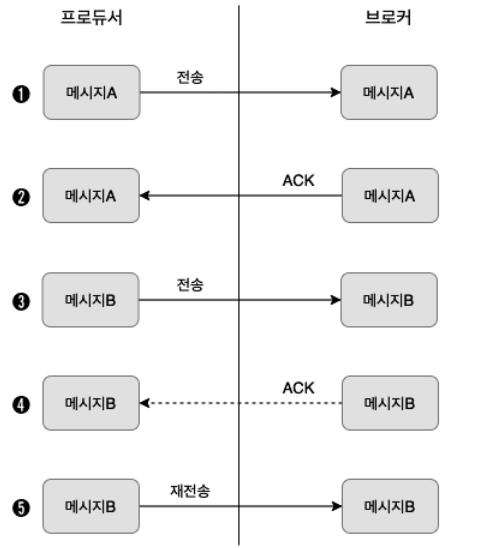 프로듀서 브로커
전송
❶ 메시지A 메시지A
ACK
❷ 메시지A 메시지A
전송
❸ 메시지B 메시지B
ACK
❹ 메시지B 메시지B
재전송
❺ 메시지B 메시지B